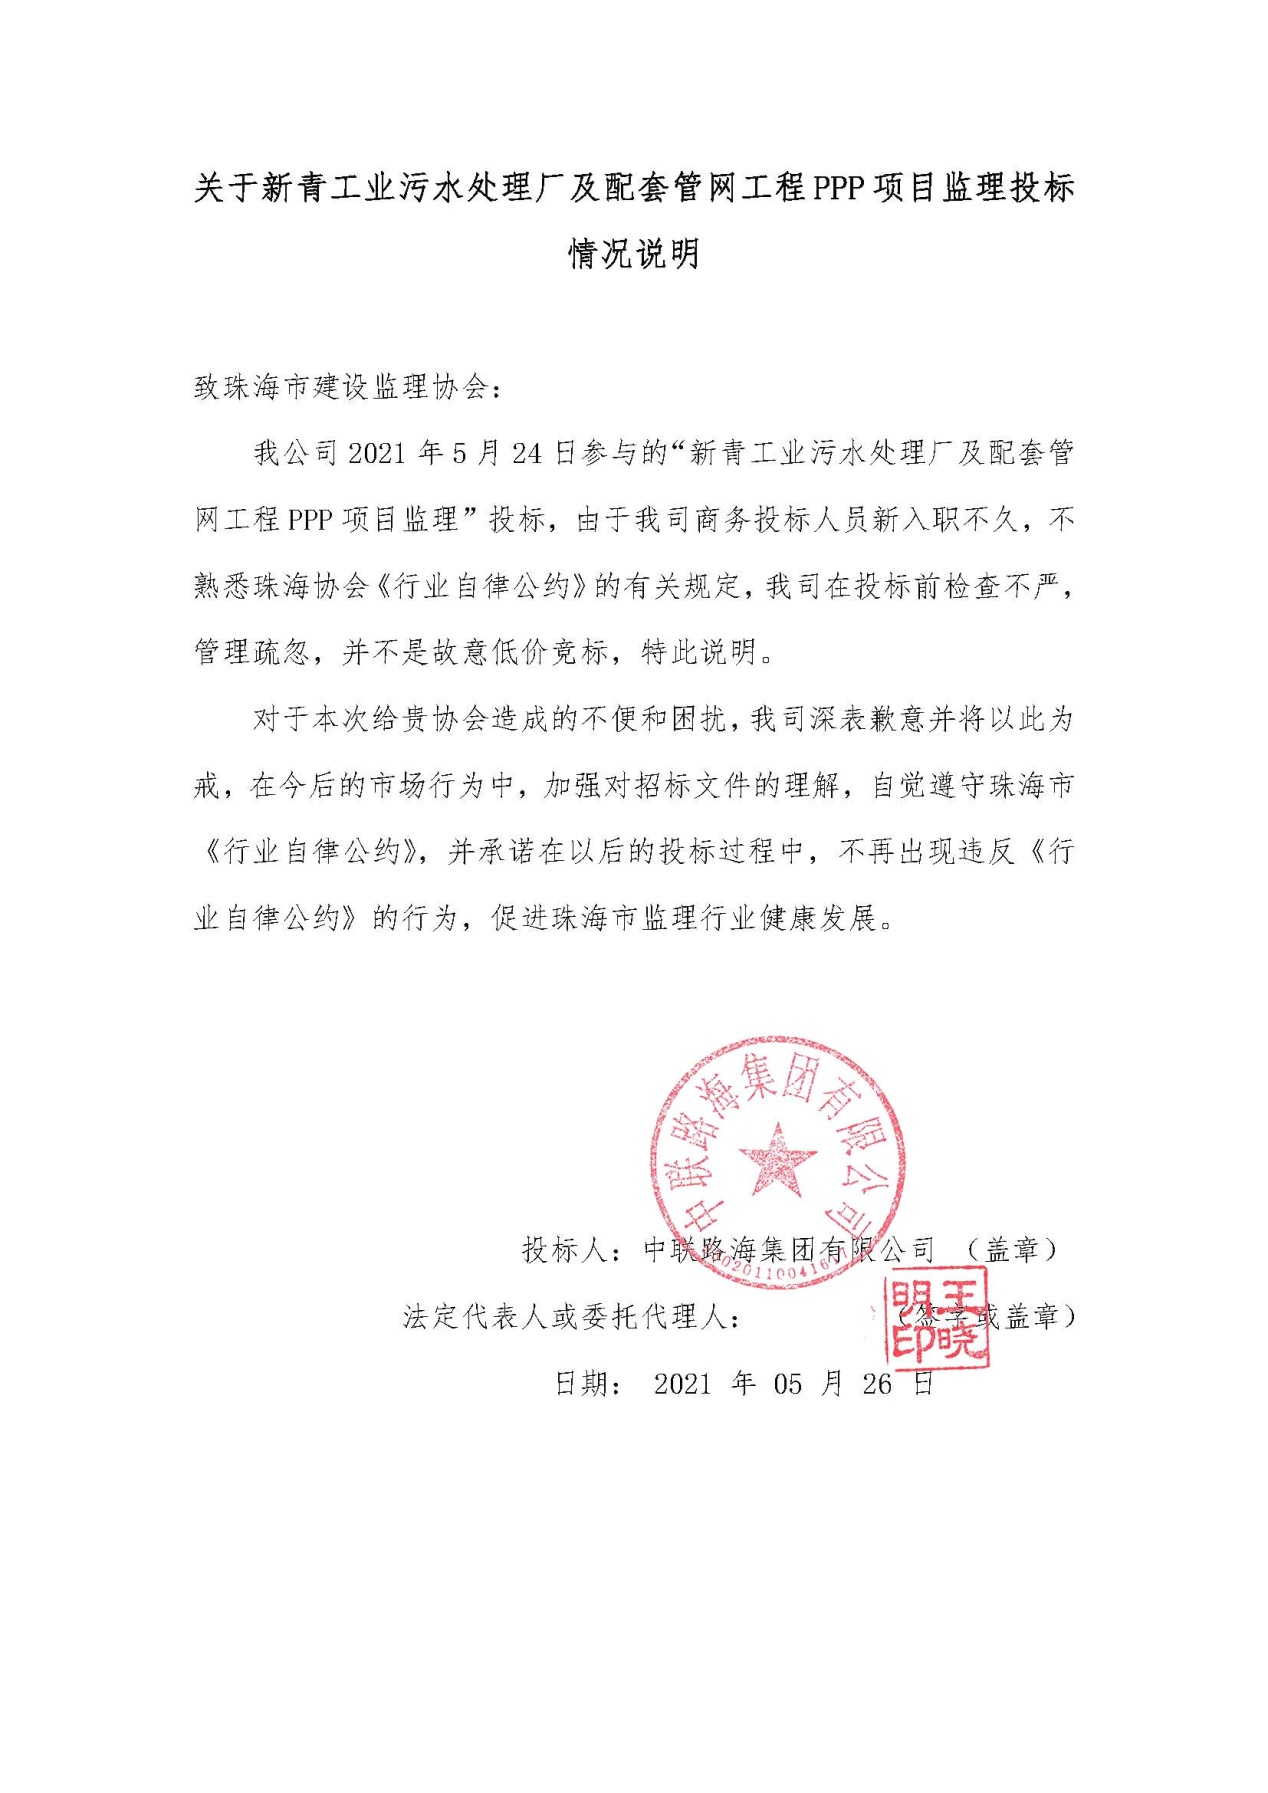 关于新青工业污水处理厂及配套管网工程PPP项目监理投标
情况说明
致珠海市建设监理协会：
我公司2021年5月24日参与的“新青工业污水处理厂及配套管
网工程PPP项目监理”投标，由于我司商务投标人员新入职不久，不
熟悉珠海协会《行业自律公约》的有关规定，我司在投标前检查不严，
管理疏忽，并不是故意低价竞标，特此说明。
对于本次给贵协会造成的不便和困扰，我司深表歉意并将以此为
戒，在今后的市场行为中，加强对招标文件的理解，自觉遵守珠海市
《行业自律公约》，并承诺在以后的投标过程中，不再出现违反《行
业自律公约》的行为，促进珠海市监理行业健康发展。
中联路海集团有限公司
投标人：中联路海集团有限公司（盖章）
法定代表人或委托代理人：（签字或盖章）
王晓明印
日期： 2021 年 05 月 26 日